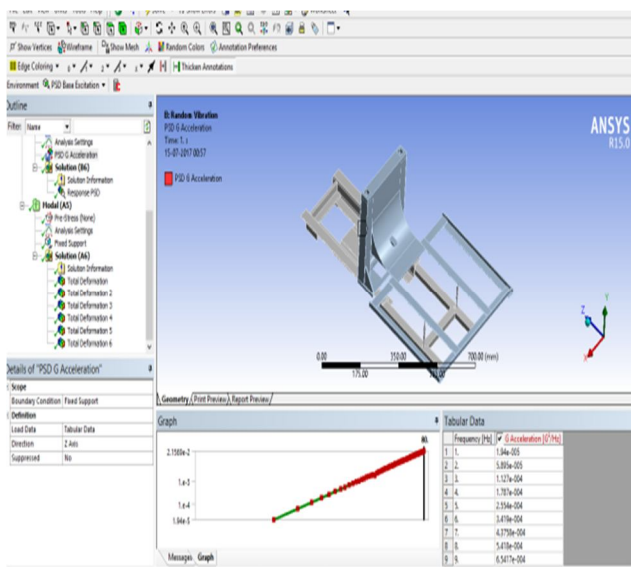 Show Vertices Wireframe Show Mesh Random Colors Annotation Preferences
Edge Coloring Thicken Annotations
Environment PSD Base Excitation
Outline
Filter: Name
Analysis Settings
PSD G Acceleration
Solution (B6)
Solution Information
Response PSD
Modal (A5)
Pre-Stress (None)
Analysis Settings
Fixed Support
Solution (A6)
Solution Information
Total Deformation
Total Deformation 2
Total Deformation 3
Total Deformation 4
Total Deformation 5
Total Deformation 6
B: Random Vibration
PSD G Acceleration
Time: 1. s
15-07-2017 00:57
PSD G Acceleration
ANSYS
R15.0
Y
Z
X
0.00 350.00 700.00 (mm)
175.00
Geometry Print Preview Report Preview
Details of "PSD G Acceleration"
Scope
Boundary Condition Fixed Support
Definition
Load Data Tabular Data
Direction Z Axis
Suppressed No
Graph
80.
1.e-3
1.e-4
1.94e-5
Messages Graph
Tabular Data
Frequency [Hz] G Acceleration [G²/Hz]
1 1. 1.94e-005
2 2. 5.895e-005
3 3. 1.127e-004
4 4. 1.787e-004
5 5. 2.554e-004
6 6. 3.419e-004
7 7. 4.3758e-004
8 8. 5.418e-004
9 9. 6.5417e-004